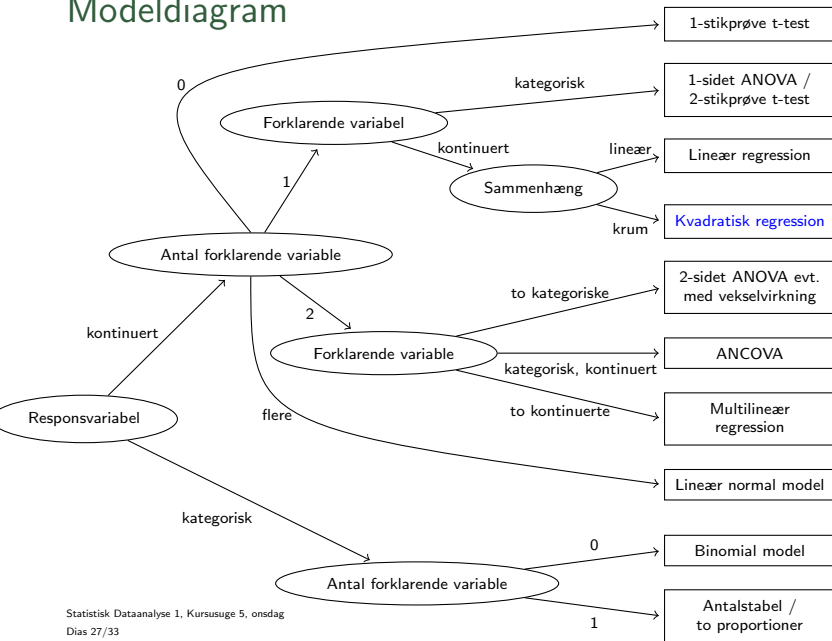 Modeldiagram
1-stikprøve t-test
0
kategorisk
1-sidet ANOVA /
2-stikprøve t-test
Forklarende variabel
kontinuert
lineær
Lineær regression
1
Sammenhæng
krum
Kvadratisk regression
Antal forklarende variable
2-sidet ANOVA evt.
med vekselvirkning
to kategoriske
2
kontinuert
Forklarende variable
ANCOVA
kategorisk, kontinuert
to kontinuerte
Multilineær
regression
Responsvariabel
flere
Lineær normal model
kategorisk
0
Binomial model
Antal forklarende variable
1
Antalstabel /
to proportioner
Statistisk Dataanalyse 1, Kursusuge 5, onsdag
Dias 27/33